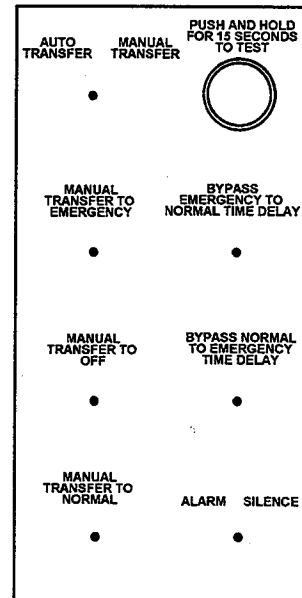 AUTO TRANSFER
MANUAL TRANSFER
PUSH AND HOLD
FOR 15 SECONDS
TO TEST
MANUAL
TRANSFER TO
EMERGENCY
BYPASS
EMERGENCY TO
NORMAL TIME DELAY
MANUAL
TRANSFER TO
OFF
BYPASS NORMAL
TO EMERGENCY
TIME DELAY
MANUAL
TRANSFER TO
NORMAL
ALARM SILENCE